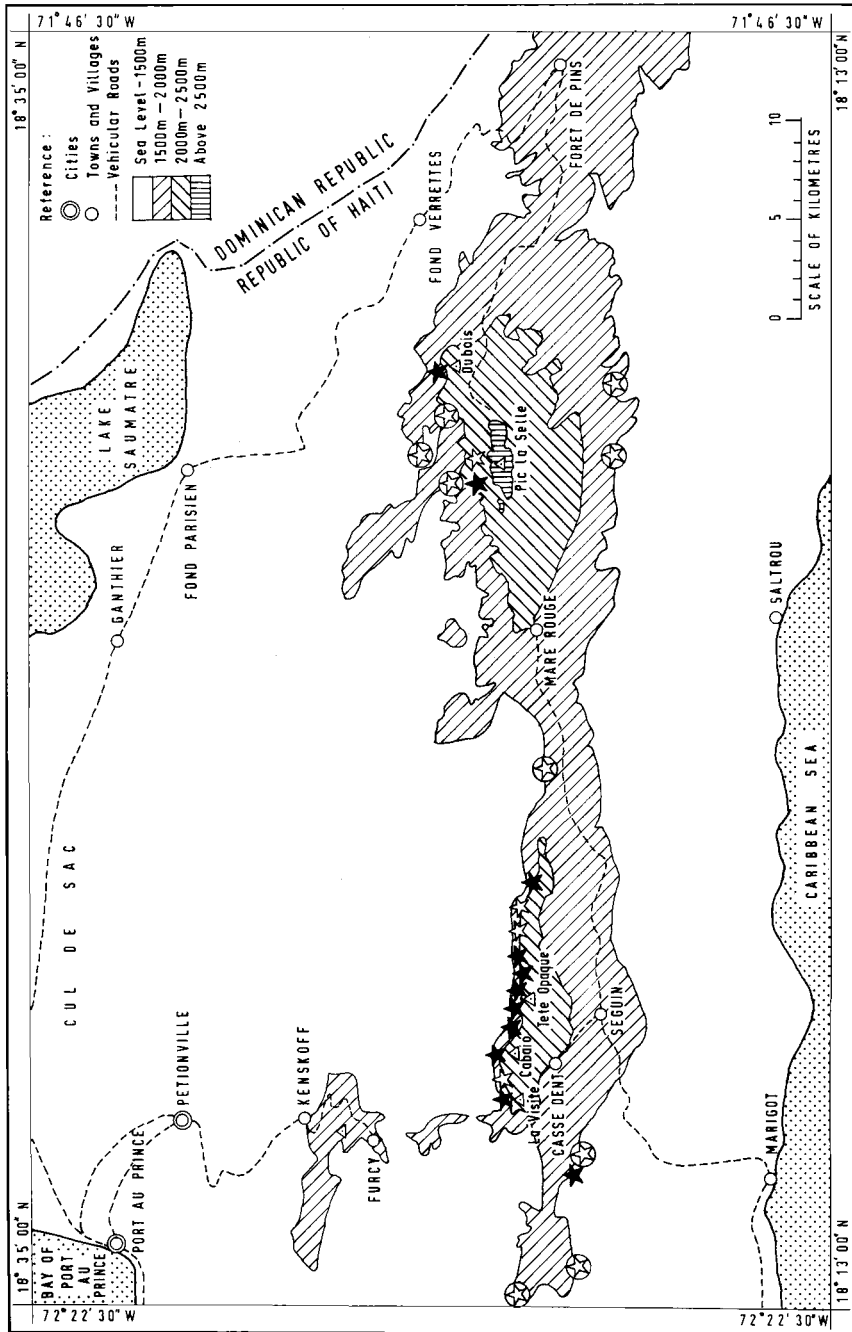 71° 46' 30" W
18° 35' 00" N
71° 46' 30" W
18° 13' 00" N
72° 22' 30" W
18° 35' 00" N
72° 22' 30" W
18° 13' 00" N
Reference :
Cities
Towns and Villages
Vehicular Roads
Sea Level-1500m
1500m-2000m
2000m-2500m
Above 2500m
DOMINICAN REPUBLIC
REPUBLIC OF HAITI
LAKE
SAUMATRE
CUL DE SAC
GANTHIER
FOND PARISIEN
FOND VERRETTES
FORET DE PINS
BAY OF
PORT AU
PRINCE
PORT AU PRINCE
PETIONVILLE
KENSKOFF
FURCY
La Visite
Cabaio
Tete Opaque
CASSE DENT
SEGUIN
MARE ROUGE
Pic la Selle
Dubois
MARIGOT
SALTROU
CARIBBEAN SEA
0 5 10
SCALE OF KILOMETRES